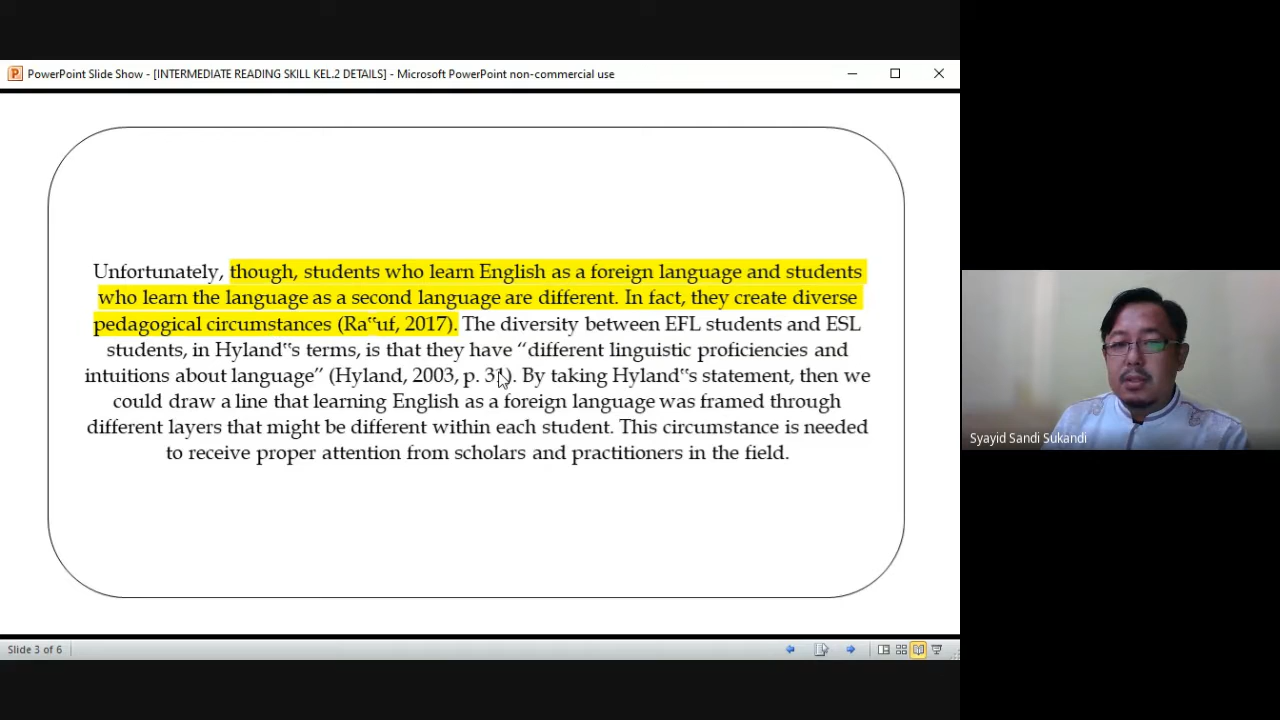 PowerPoint Slide Show - [INTERMEDIATE READING SKILL KEL.2 DETAILS] - Microsoft PowerPoint non-commercial use
Unfortunately, though, students who learn English as a foreign language and students
who learn the language as a second language are different. In fact, they create diverse
pedagogical circumstances (Ra‟uf, 2017). The diversity between EFL students and ESL
students, in Hyland‟s terms, is that they have “different linguistic proficiencies and
intuitions about language” (Hyland, 2003, p. 31). By taking Hyland‟s statement, then we
could draw a line that learning English as a foreign language was framed through
different layers that might be different within each student. This circumstance is needed
to receive proper attention from scholars and practitioners in the field.
Syayid Sandi Sukandi
Slide 3 of 6